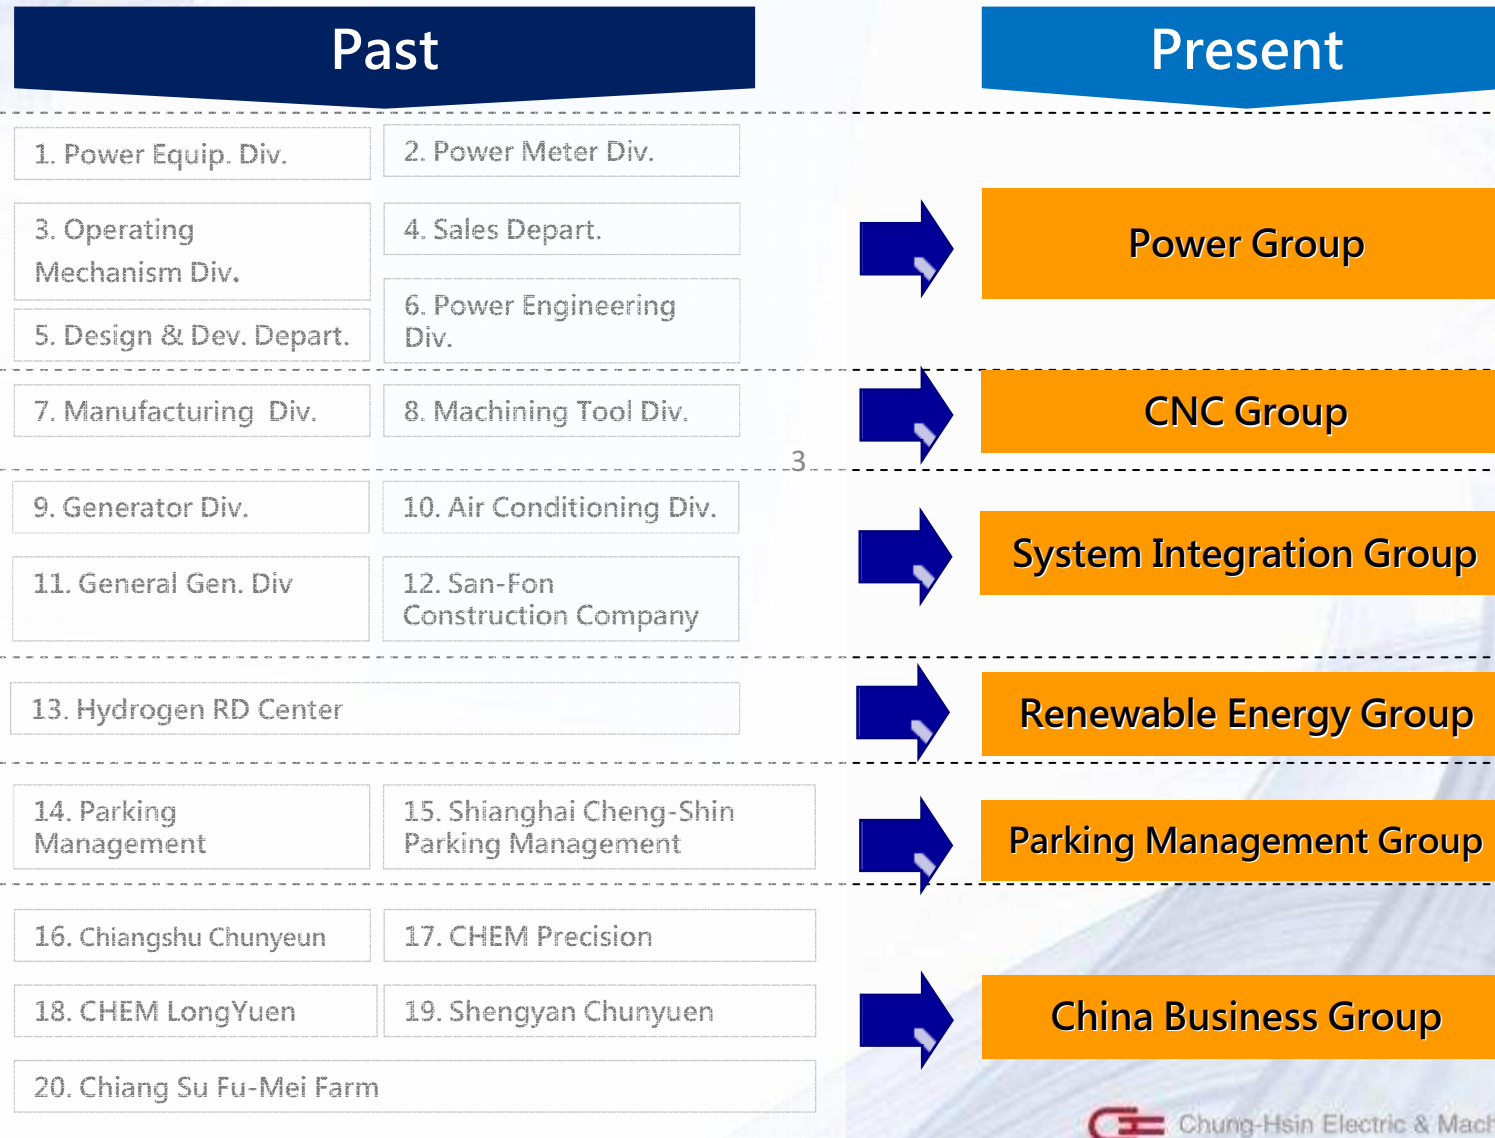 Past
Present
1. Power Equip. Div.
2. Power Meter Div.
3. Operating
Mechanism Div.
4. Sales Depart.
5. Design & Dev. Depart.
6. Power Engineering
Div.
Power Group
7. Manufacturing  Div.
8. Machining Tool Div.
CNC Group
3
9. Generator Div.
10. Air Conditioning Div.
11. General Gen. Div
12. San-Fon
Construction Company
System Integration Group
13. Hydrogen RD Center
Renewable Energy Group
14. Parking
Management
15. Shianghai Cheng-Shin
Parking Management
Parking Management Group
16. Chiangshu Chunyeun
17. CHEM Precision
18. CHEM LongYuen
19. Shengyan Chunyuen
20. Chiang Su Fu-Mei Farm
China Business Group
Chung-Hsin Electric & Mach